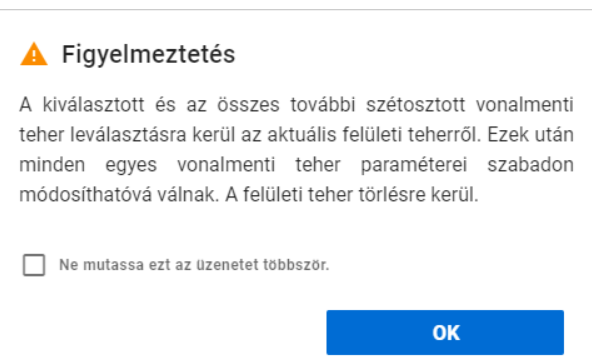 Figyelmeztetés
A kiválasztott és az összes további szétosztott vonalmenti
teher leválasztásra kerül az aktuális felületi teherről. Ezek után
minden egyes vonalmenti teher paraméterei szabadon
módosíthatóvá válnak. A felületi teher törlésre kerül.
Ne mutassa ezt az üzenetet többször.
OK